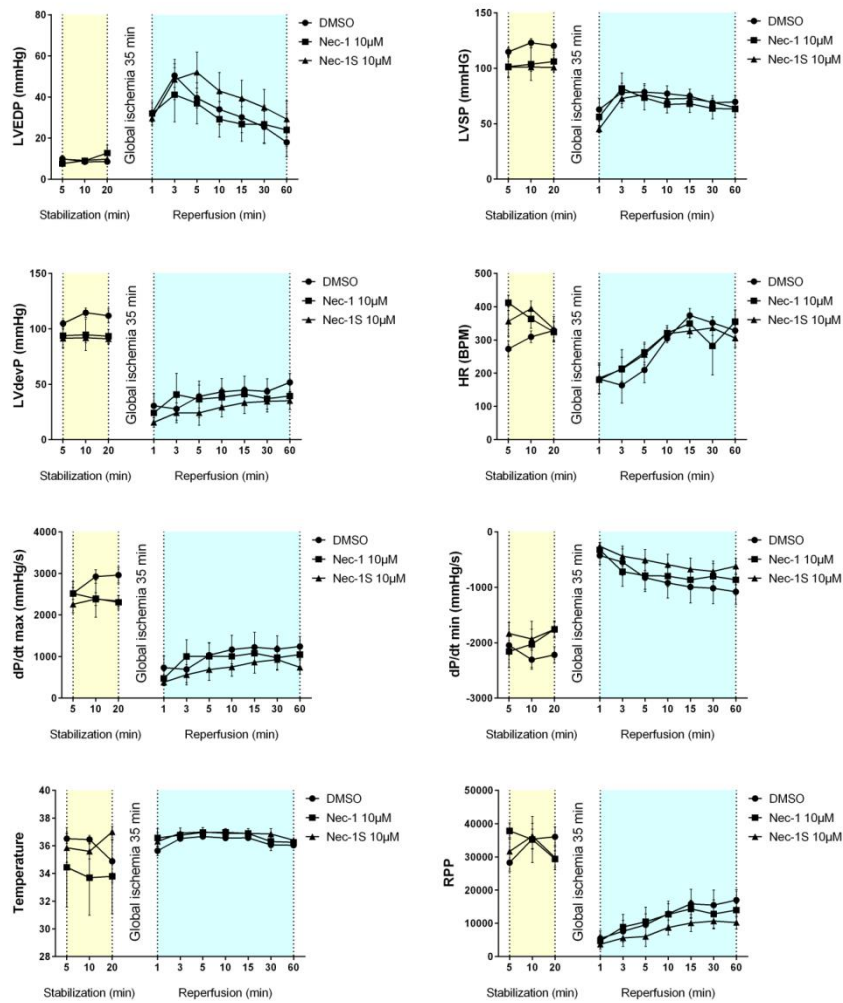 80
60
40
20
0
LVEDP (mmHg)
Global ischemia 35 min
5 10 20
1 3 5 10 15 30 60
Stabilization (min)
Reperfusion (min)
DMSO
Nec-1 10μM
Nec-1S 10μM
150
100
50
0
LVSP (mmHG)
Global ischemia 35 min
5 10 20
1 3 5 10 15 30 60
Stabilization (min)
Reperfusion (min)
DMSO
Nec-1 10μM
Nec-1S 10μM
150
100
50
0
LVdevP (mmHg)
Global ischemia 35 min
5 10 20
1 3 5 10 15 30 60
Stabilization (min)
Reperfusion (min)
DMSO
Nec-1 10μM
Nec-1S 10μM
500
400
300
200
100
0
HR (BPM)
Global ischemia 35 min
5 10 20
1 3 5 10 15 30 60
Stabilization (min)
Reperfusion (min)
DMSO
Nec-1 10μM
Nec-1S 10μM
4000
3000
2000
1000
0
dP/dt max (mmHg/s)
Global ischemia 35 min
5 10 20
1 3 5 10 15 30 60
Stabilization (min)
Reperfusion (min)
DMSO
Nec-1 10μM
Nec-1S 10μM
0
-1000
-2000
-3000
dP/dt min (mmHg/s)
Global ischemia 35 min
5 10 20
1 3 5 10 15 30 60
Stabilization (min)
Reperfusion (min)
DMSO
Nec-1 10μM
Nec-1S 10μM
40
38
36
34
32
30
28
Temperature
Global ischemia 35 min
5 10 20
1 3 5 10 15 30 60
Stabilization (min)
Reperfusion (min)
DMSO
Nec-1 10μM
Nec-1S 10μM
50000
40000
30000
20000
10000
0
RPP
Global ischemia 35 min
5 10 20
1 3 5 10 15 30 60
Stabilization (min)
Reperfusion (min)
DMSO
Nec-1 10μM
Nec-1S 10μM